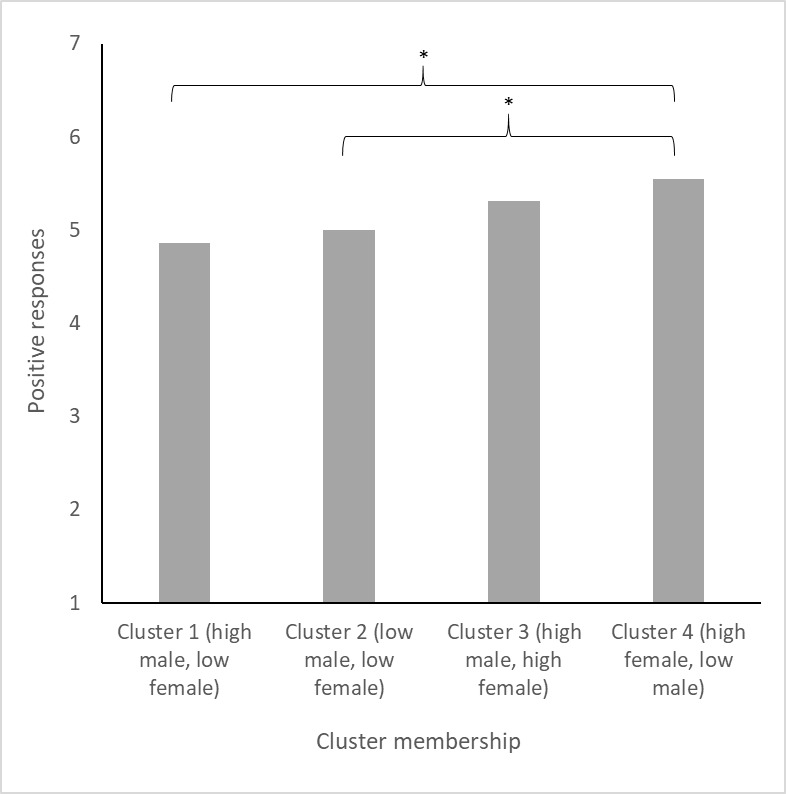 7
*
*
6
5
4
3
2
1
Positive responses
Cluster 1 (high
male, low
female)
Cluster 2 (low
male, low
female)
Cluster 3 (high
male, high
female)
Cluster 4 (high
female, low
male)
Cluster membership